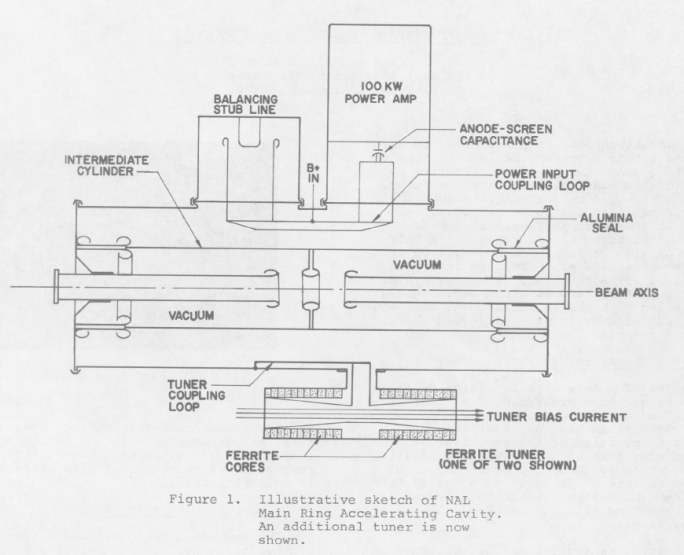 100 KW
POWER AMP
BALANCING
STUB LINE
ANODE-SCREEN
CAPACITANCE
INTERMEDIATE
CYLINDER
B+
IN
POWER INPUT
COUPLING LOOP
ALUMINA
SEAL
VACUUM
BEAM AXIS
VACUUM
TUNER
COUPLING
LOOP
TUNER BIAS CURRENT
FERRITE
CORES
FERRITE TUNER
(ONE OF TWO SHOWN)
Figure 1. Illustrative sketch of NAL
Main Ring Accelerating Cavity.
An additional tuner is now
shown.